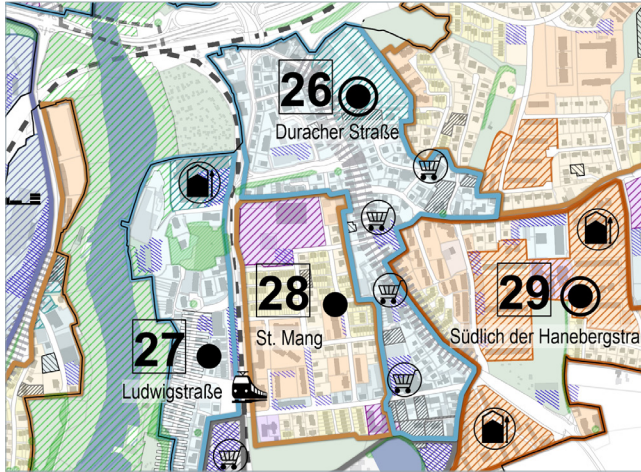 26
Duracher Straße
28
St. Mang
29
Südlich der Hanebergstra
27
Ludwigstraße